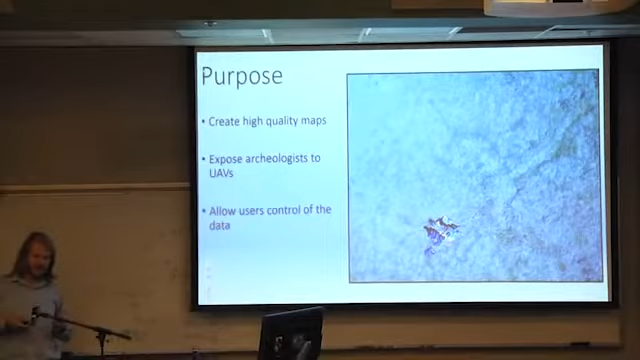 Purpose
• Create high quality maps
• Expose archeologists to
UAVs
• Allow users control of the
data